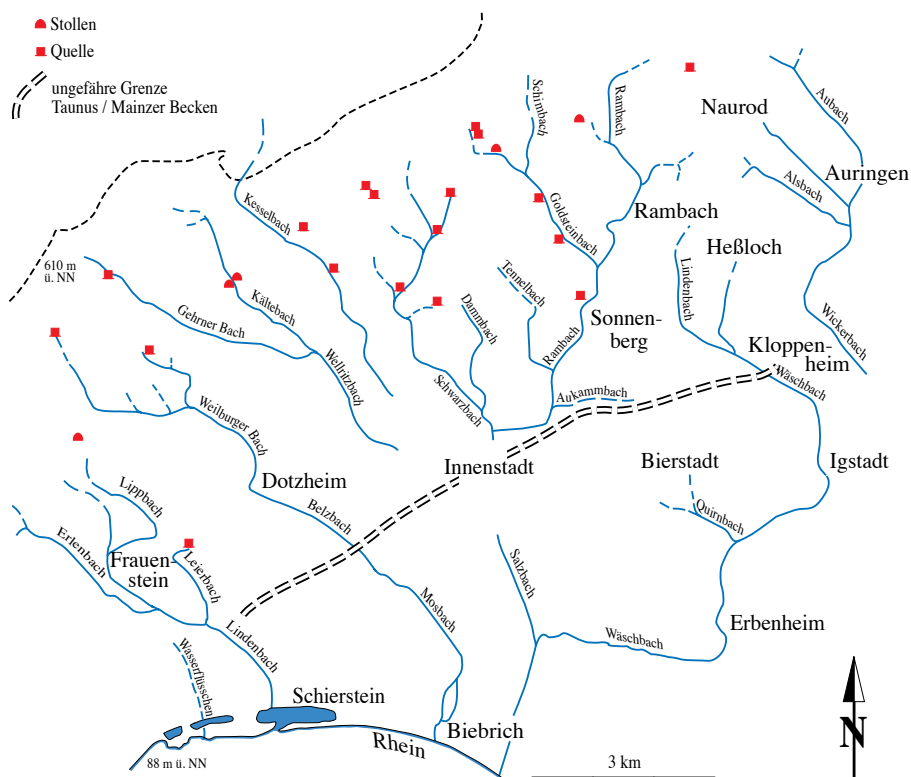 Stollen
Quelle
ungefähre Grenze
Taunus / Mainzer Becken
Schimbach
Rambach
Naurod
Aubach
Auringen
Alsbach
Kesselbach
Goldsteinbach
Rambach
Heßloch
Lindenbach
610 m
ü. NN
Kältebach
Gehrner Bach
Tennelbach
Dambach
Rambach
Sonnen-
berg
Wickerbach
Kloppen-
heim
Wellritzbach
Schwarzbach
Wäschbach
Aukammbach
Weilburger Bach
Innenstadt
Bierstadt
Igstadt
Dotzheim
Lippbach
Belzbach
Quirnbach
Erlenbach
Frauen-
stein
Leierbach
Salzbach
Mosbach
Erbenheim
Lindenbach
Wäschbach
Wasserflüsschen
Schierstein
Rhein
Biebrich
N
88 m ü. NN
3 km